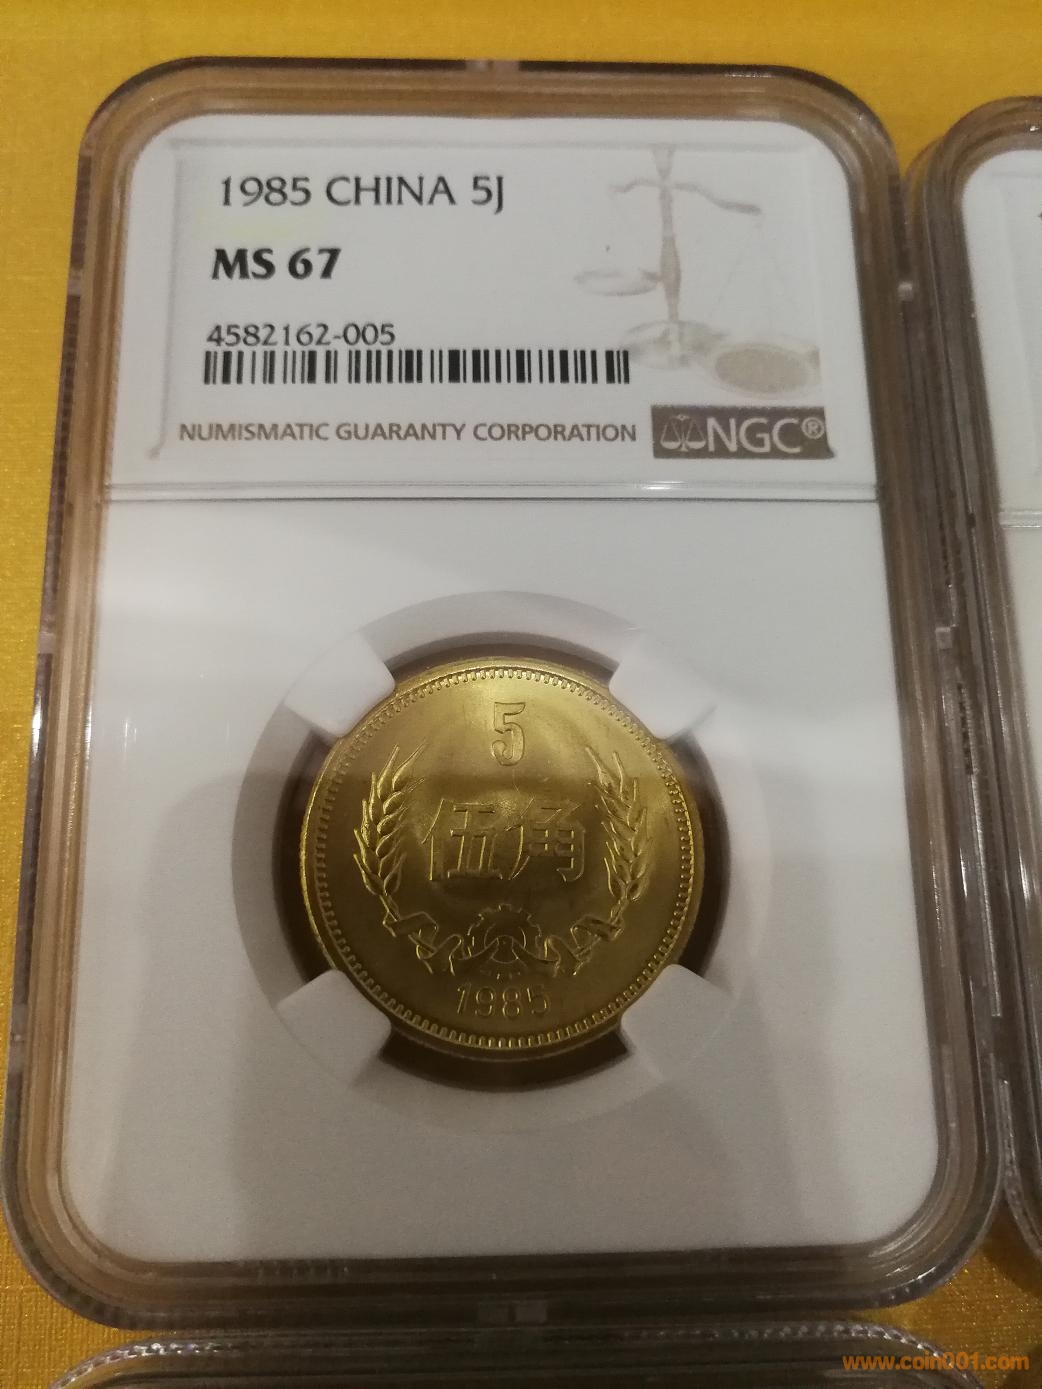 1985 CHINA 5J
MS 67
4582162-005
NUMISMATIC GUARANTY CORPORATION
NGC®
5
伍角
1985
www.coin001.com